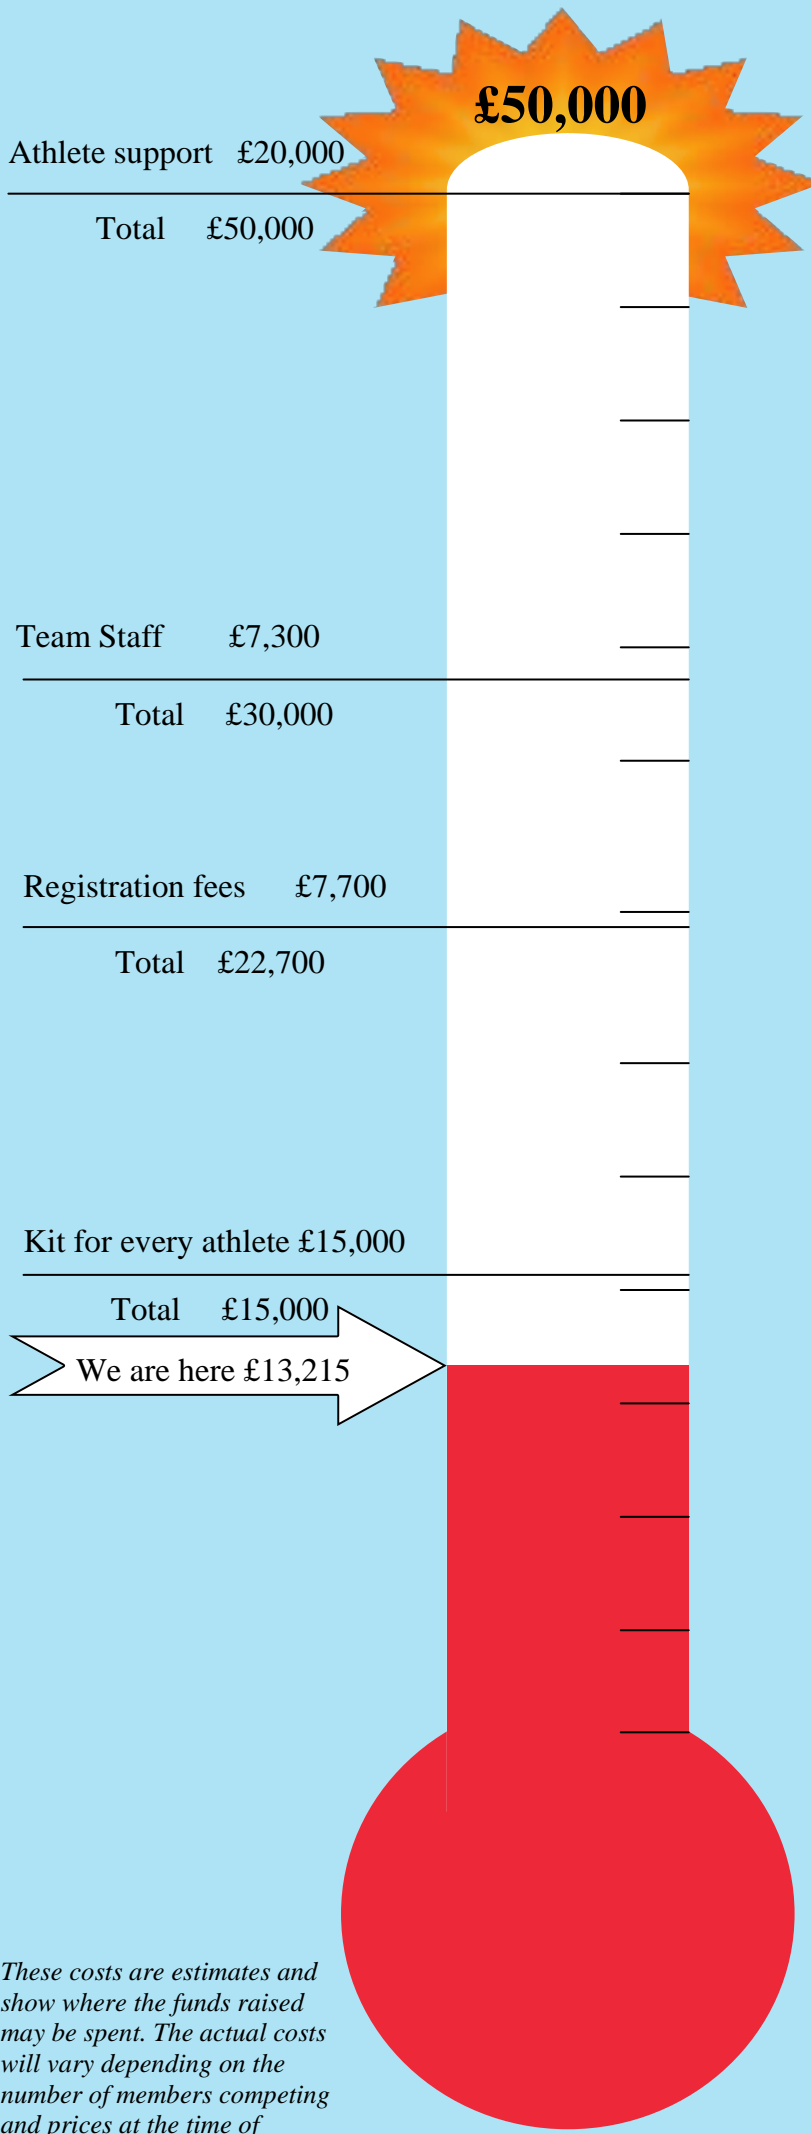 £50,000
Athlete support £20,000
Total £50,000
Team Staff £7,300
Total £30,000
Registration fees £7,700
Total £22,700
Kit for every athlete £15,000
Total £15,000
We are here £13,215
These costs are estimates and
show where the funds raised
may be spent. The actual costs
will vary depending on the
number of members competing
and prices at the time of